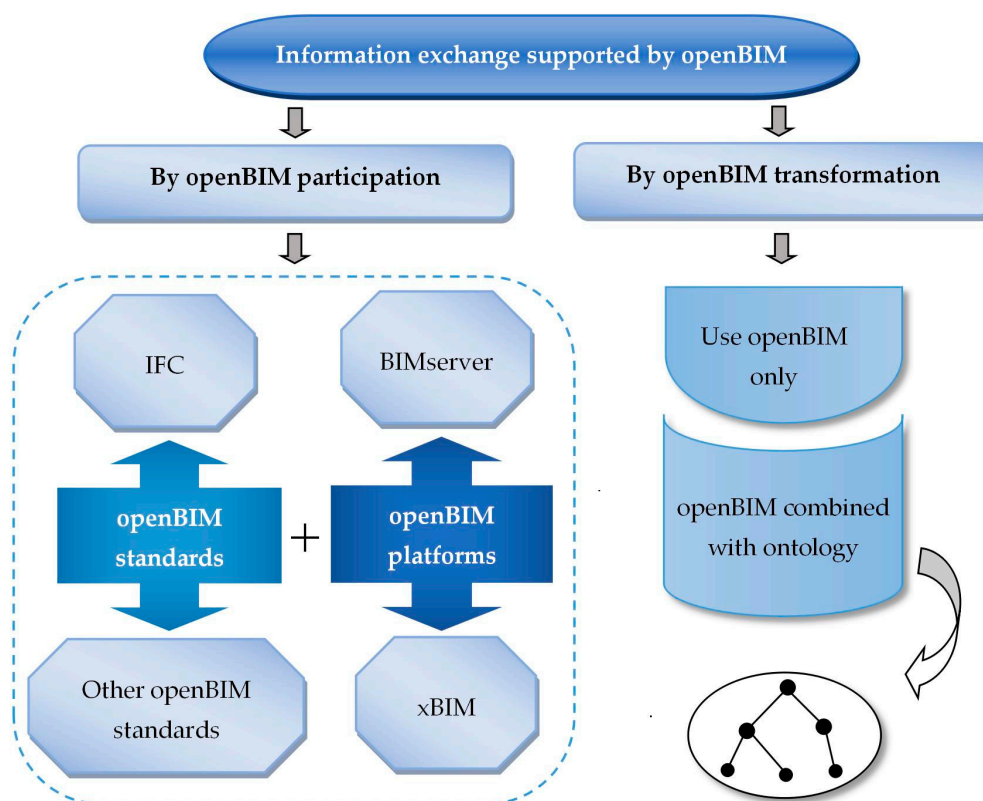 Information exchange supported by openBIM
By openBIM participation
By openBIM transformation
IFC
BIMserver
openBIM
standards
+
openBIM
platforms
Other openBIM
standards
xBIM
Use openBIM
only
openBIM combined
with ontology